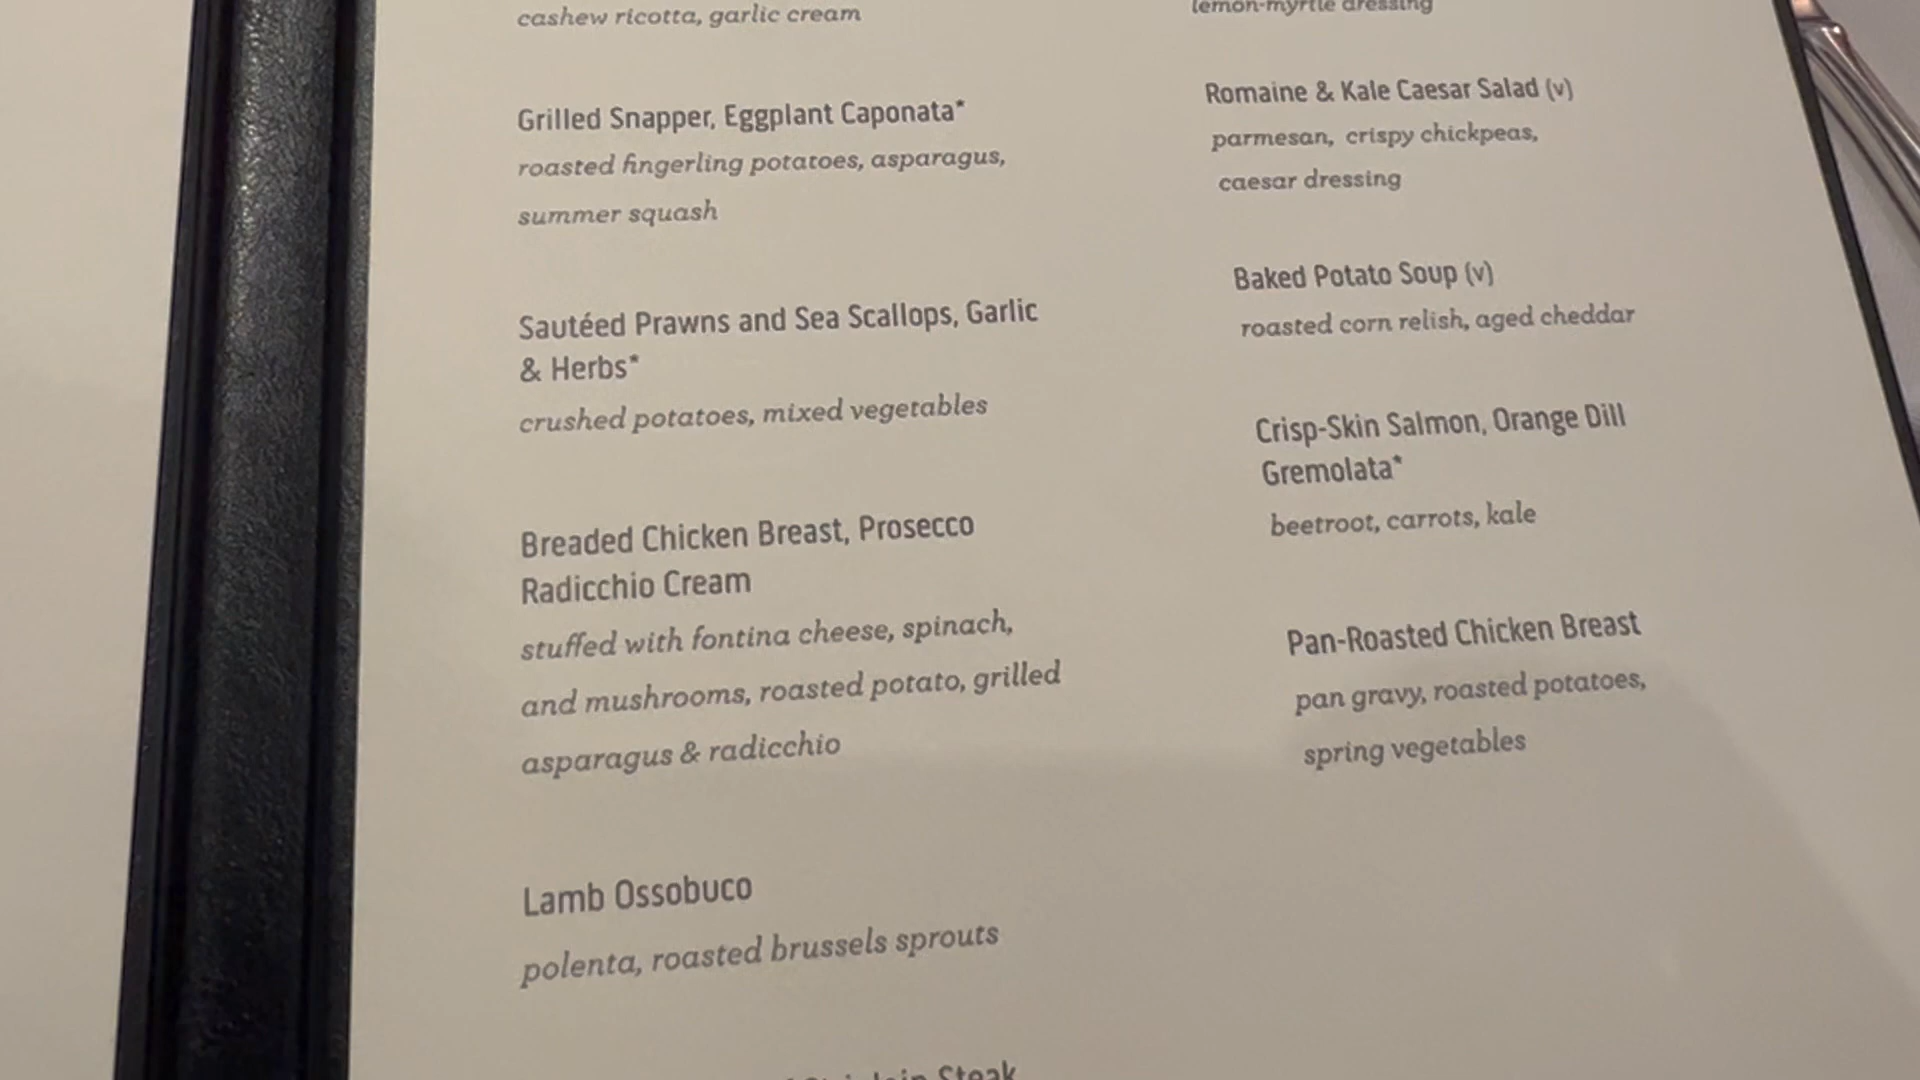 cashew ricotta, garlic cream
Grilled Snapper, Eggplant Caponata*
roasted fingerling potatoes, asparagus,
summer squash
Sautéed Prawns and Sea Scallops, Garlic
& Herbs*
crushed potatoes, mixed vegetables
Breaded Chicken Breast, Prosecco
Radicchio Cream
stuffed with fontina cheese, spinach,
and mushrooms, roasted potato, grilled
asparagus & radicchio
Lamb Ossobuco
polenta, roasted brussels sprouts
Steak
lemon-myrtle dressing
Romaine & Kale Caesar Salad (v)
parmesan, crispy chickpeas,
caesar dressing
Baked Potato Soup (v)
roasted corn relish, aged cheddar
Crisp-Skin Salmon, Orange Dill
Gremolata*
beetroot, carrots, kale
Pan-Roasted Chicken Breast
pan gravy, roasted potatoes,
spring vegetables